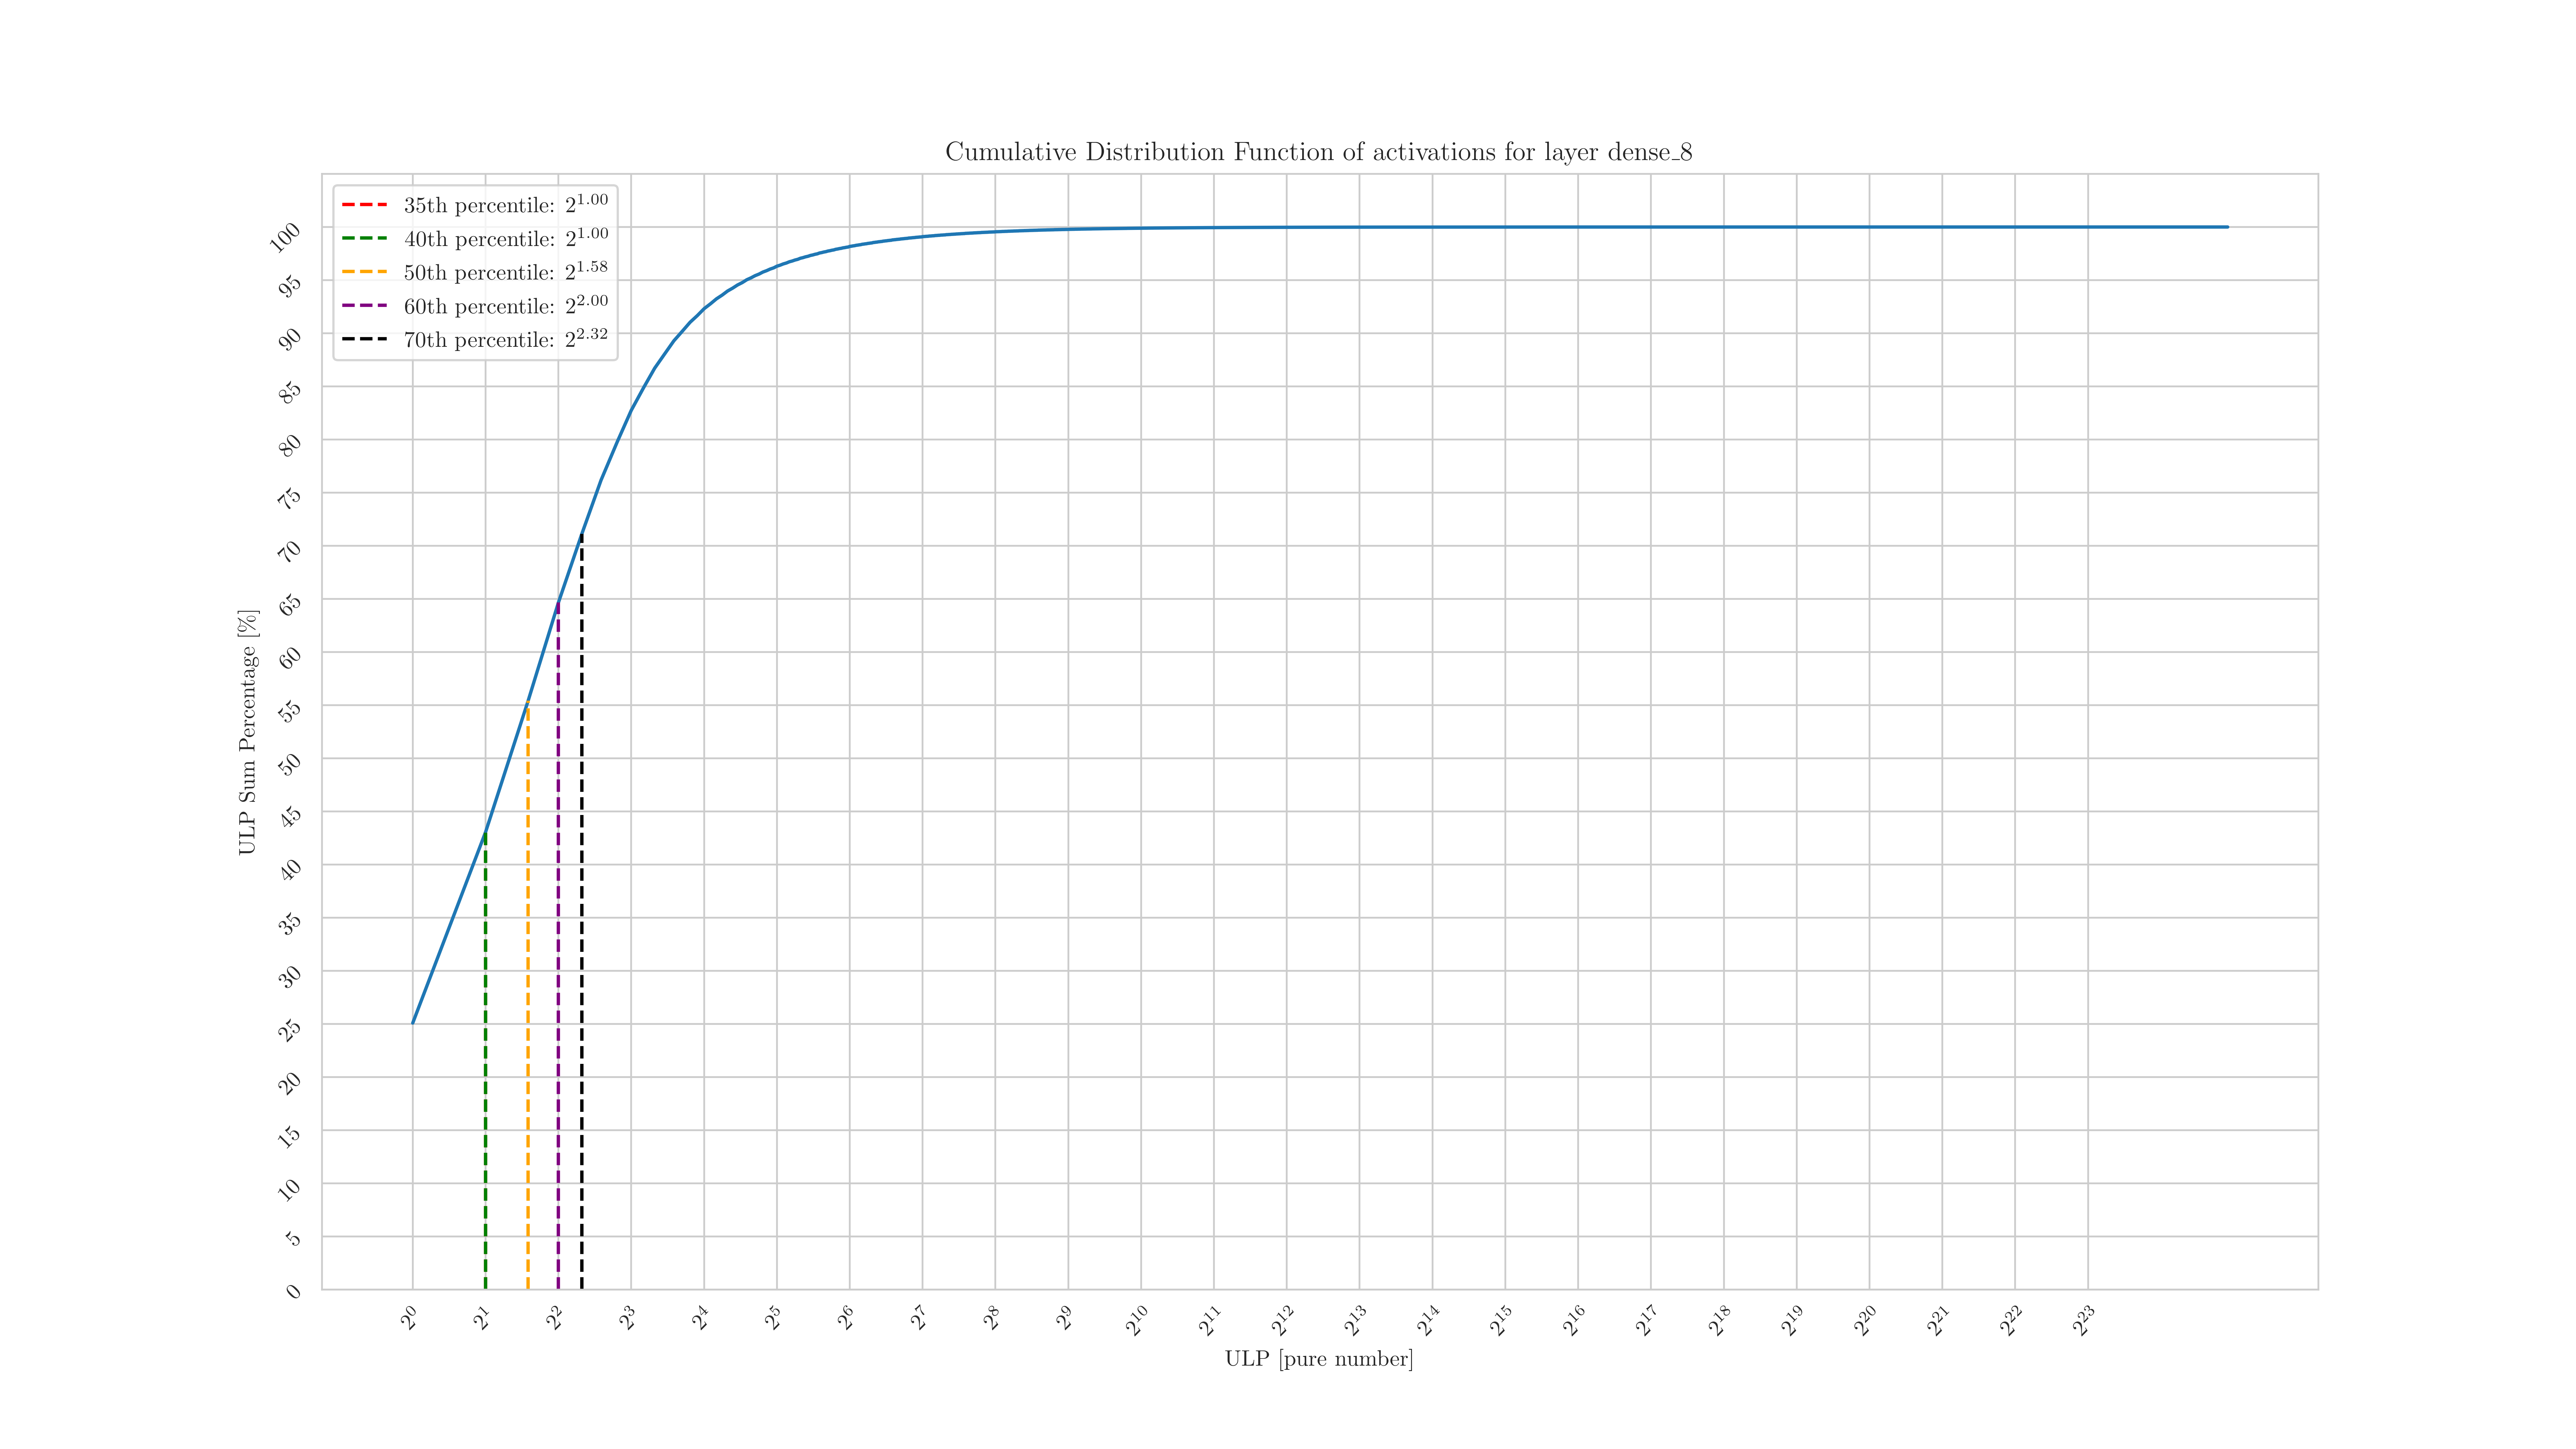 Cumulative Distribution Function of activations for layer dense_8
35th percentile: 2^1.00
40th percentile: 2^1.00
50th percentile: 2^1.58
60th percentile: 2^2.00
70th percentile: 2^2.32
100
95
90
85
80
75
70
65
60
55
50
45
40
35
30
25
20
15
10
5
0
ULP Sum Percentage [%]
2^0 2^1 2^2 2^3 2^4 2^5 2^6 2^7 2^8 2^9 2^10 2^11 2^12 2^13 2^14 2^15 2^16 2^17 2^18 2^19 2^20 2^21 2^22 2^23
ULP [pure number]